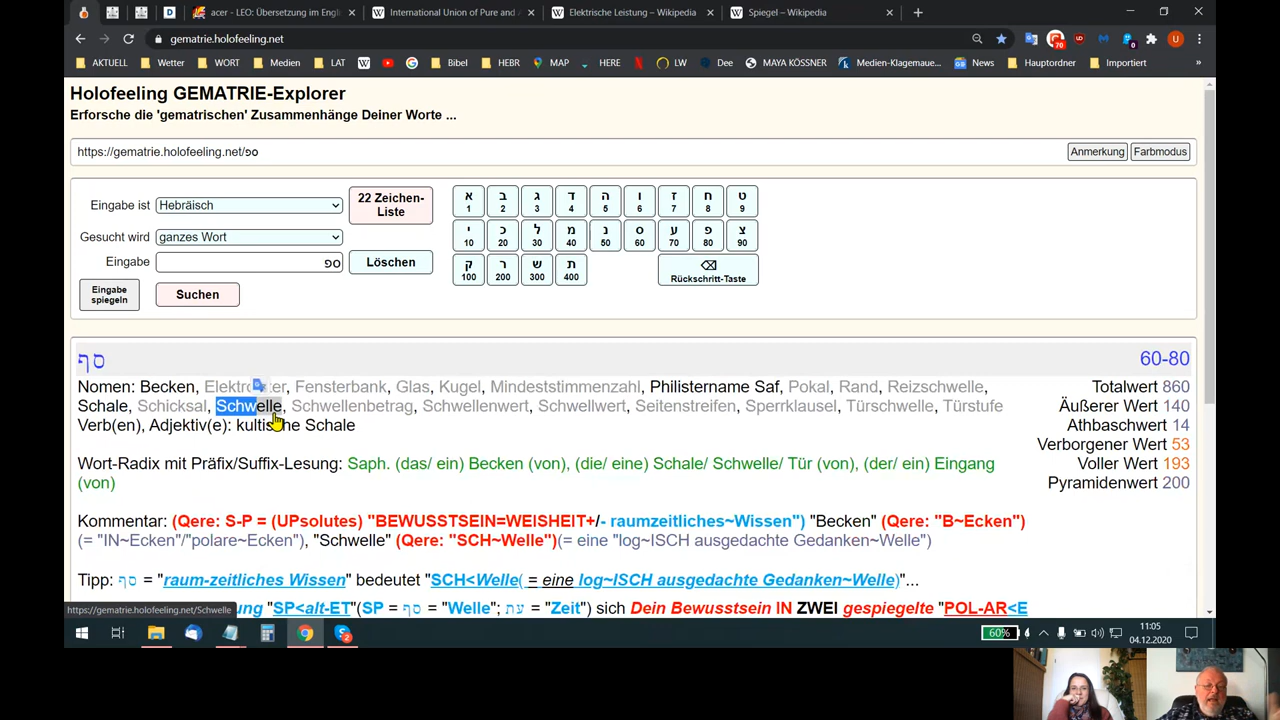 acer - LEO: Übersetzung im Engl
International Union of Pure and A
Elektrische Leistung – Wikipedia
Spiegel – Wikipedia
gematrie.holofeeling.net
AKTUELL Wetter WORT Medien LAT Bibel HEBR MAP HERE LW Dee MAYA KÖSSNER Medien-Klagemaue... News Hauptordner Importiert »
Holofeeling GEMATRIE-Explorer
Erforsche die 'gematrischen' Zusammenhänge Deiner Worte ...
https://gematrie.holofeeling.net/ספ
Anmerkung Farbmodus
Eingabe ist Hebräisch
22 Zeichen-Liste
Gesucht wird ganzes Wort
Eingabe ספ Löschen
Eingabe spiegeln Suchen
א ב ג ד ה ו ז ח ט
1 2 3 4 5 6 7 8 9
י כ ל מ נ ס ע פ צ
10 20 30 40 50 60 70 80 90
ק ר ש ת
100 200 300 400
Rückschritt-Taste
סף 60-80
Nomen: Becken, Fensterbank, Glas, Kugel, Mindeststimmenzahl, Philistername Saf, Pokal, Rand, Reizschwelle,
Schale, Schicksal, Schwelle, Schwellenbetrag, Schwellenwert, Schwellwert, Seitenstreifen, Sperrklausel, Türschwelle, Türstufe
Verb(en), Adjektiv(e): kultische Schale
Totalwert 860
Äußerer Wert 140
Athbaschwert 14
Verborgener Wert 53
Voller Wert 193
Pyramidenwert 200
Wort-Radix mit Präfix/Suffix-Lesung: Saph. (das/ ein) Becken (von), (die/ eine) Schale/ Schwelle/ Tür (von), (der/ ein) Eingang
(von)
Kommentar: (Qere: S-P = (UPsolutes) "BEWUSSTSEIN=WEISHEIT+/- raumzeitliches~Wissen") "Becken" (Qere: "B~Ecken")
(= "IN~Ecken"/"polare~Ecken"), "Schwelle" (Qere: "SCH~Welle")(= eine "log~ISCH ausgedachte Gedanken~Welle")
Tipp: סף = "raum-zeitliches Wissen" bedeutet "SCH<Welle( = eine log~ISCH ausgedachte Gedanken~Welle)"...
"SP<alt-ET"(SP = סף = "Welle"; עת = "Zeit") sich Dein Bewusstsein IN ZWEI gespiegelte "POL-AR<E
https://gematrie.holofeeling.net/Schwelle
60%
11:05
04.12.2020